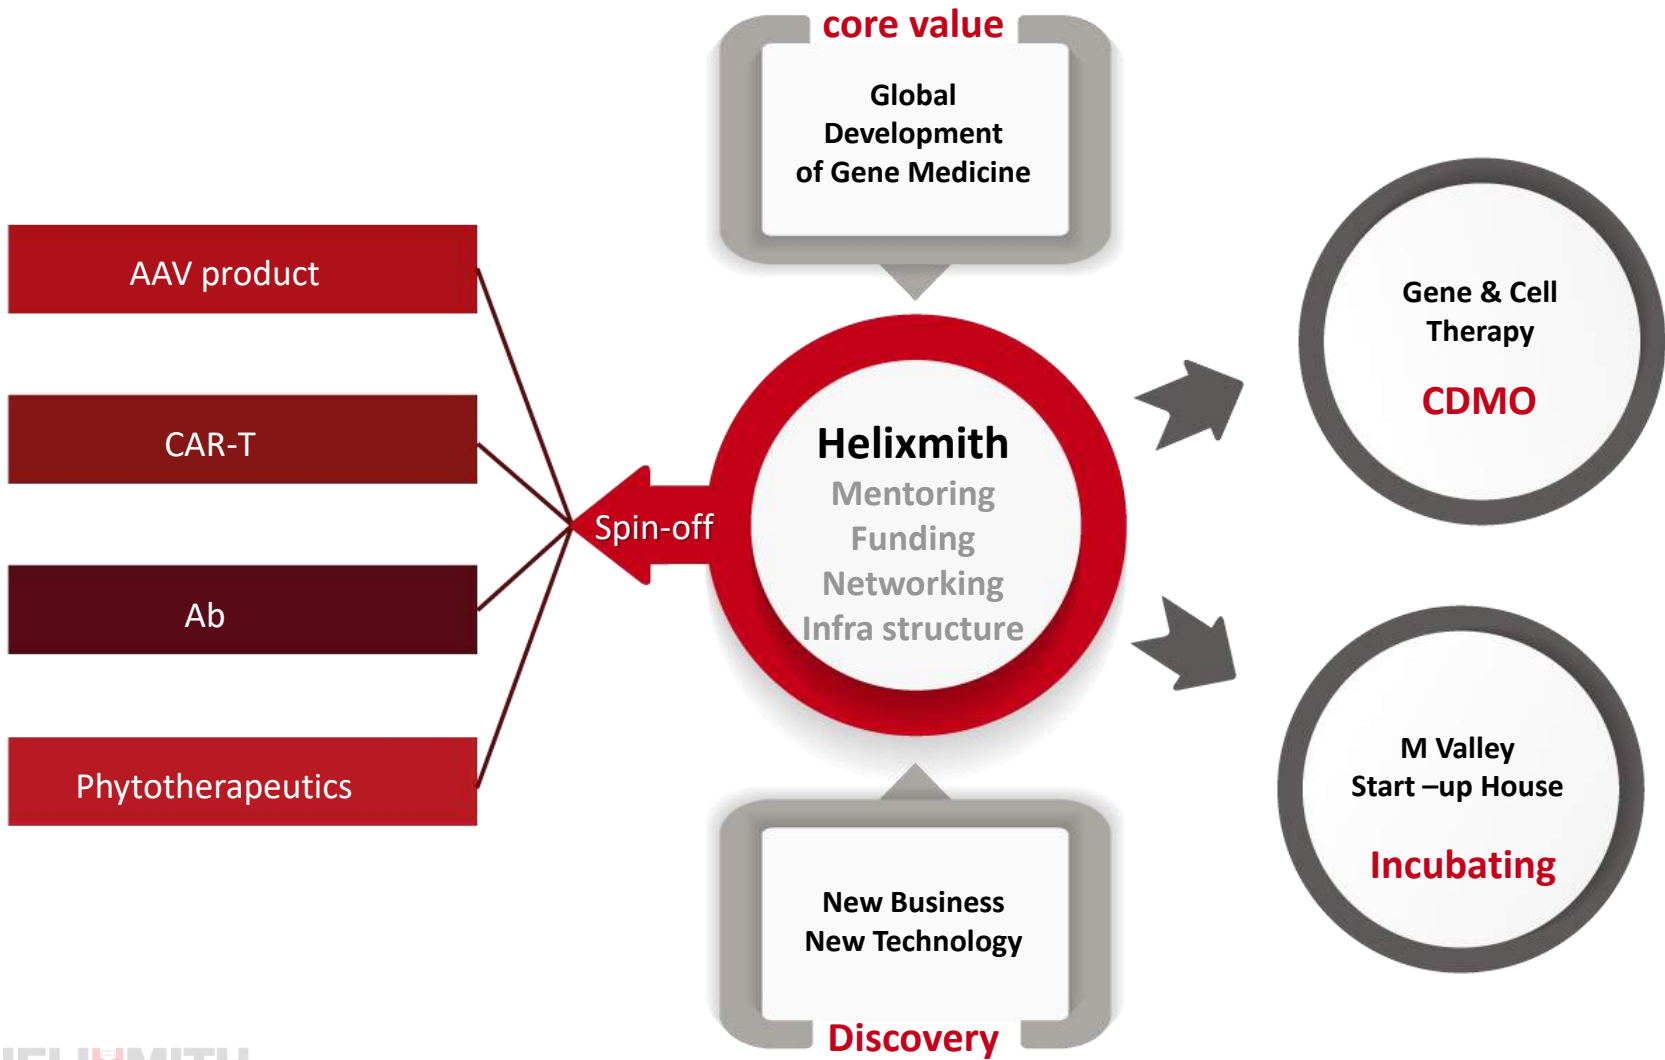 core value
Global
Development
of Gene Medicine
AAV product
CAR-T
Ab
Phytotherapeutics
Spin-off
Helixmith
Mentoring
Funding
Networking
Infra structure
Gene & Cell
Therapy
CDMO
M Valley
Start –up House
Incubating
New Business
New Technology
Discovery
HELIXMITH